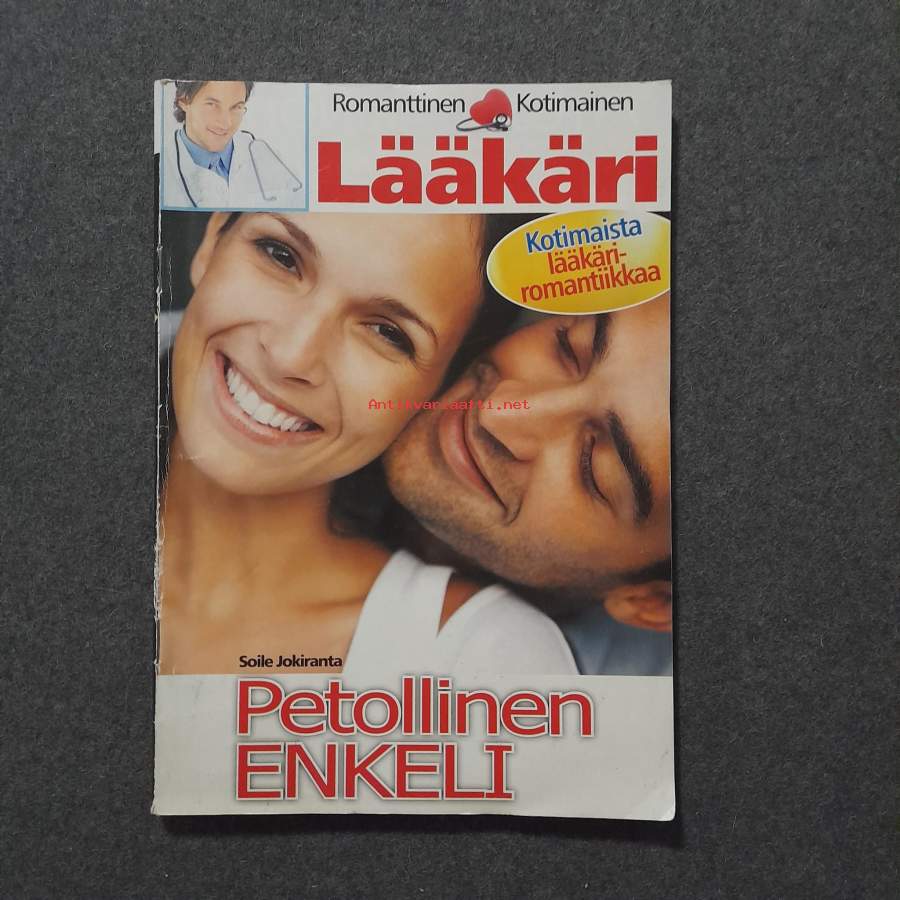 Romanttinen Kotimainen
Lääkäri
Kotimaista
lääkäri-
romantiikkaa
Antikvariaatti.net
Soile Jokiranta
Petollinen
ENKELI